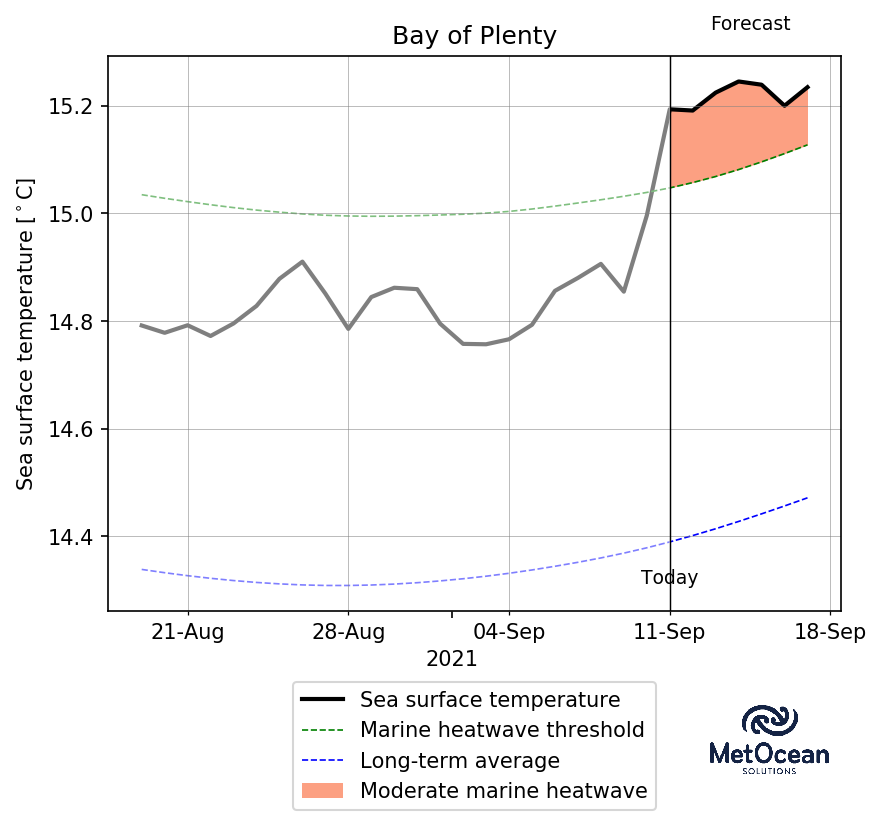 Forecast
Bay of Plenty
Sea surface temperature [°C]
15.2
15.0
14.8
14.6
14.4
Today
21-Aug 28-Aug 04-Sep 11-Sep 18-Sep
2021
Sea surface temperature
Marine heatwave threshold
Long-term average
Moderate marine heatwave
MetOcean
SOLUTIONS